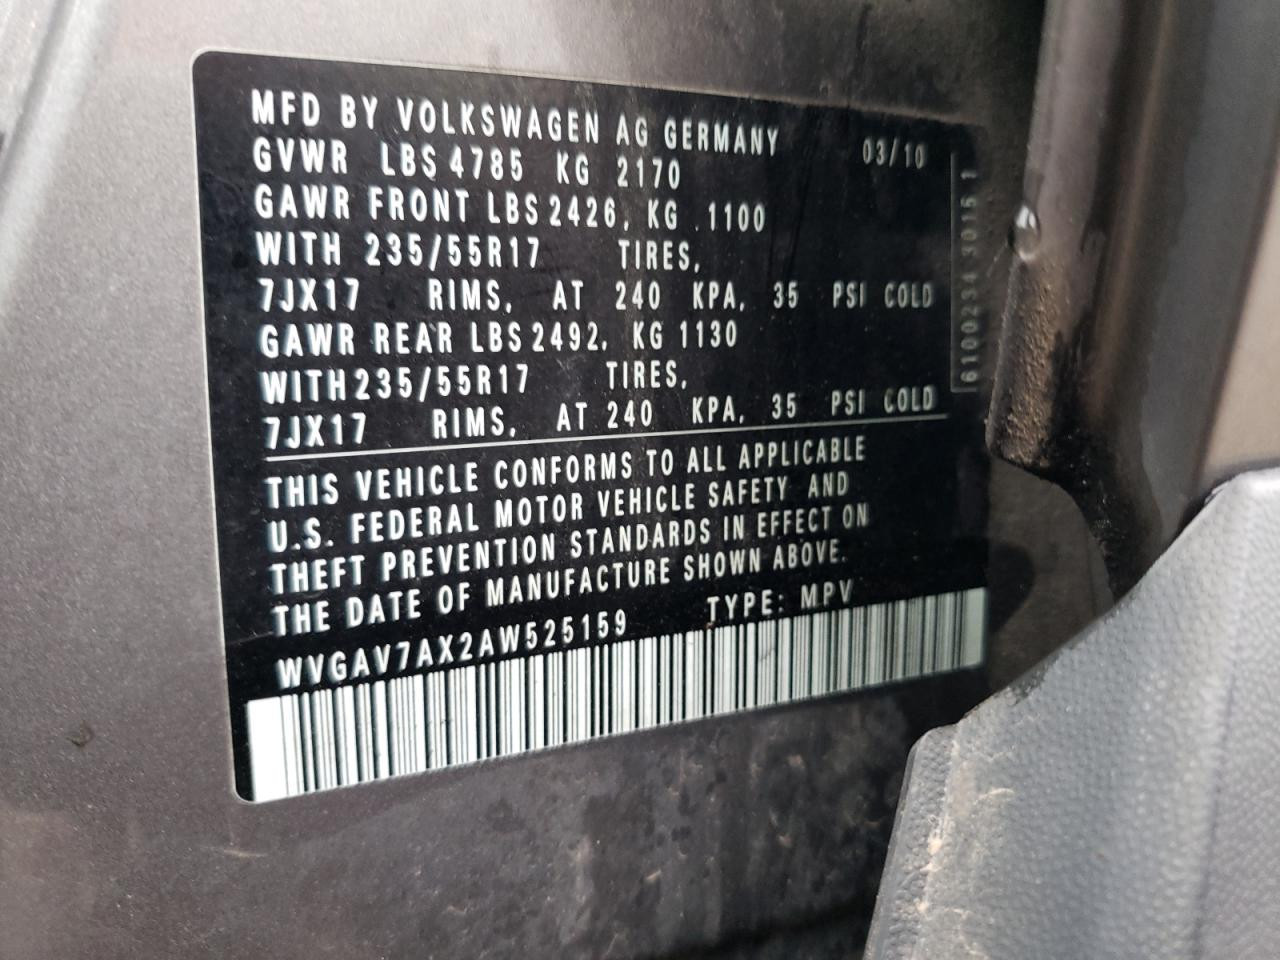 MFD BY VOLKSWAGEN AG GERMANY 03/10
GVWR LBS 4785 KG 2170
GAWR FRONT LBS 2426, KG .1100
WITH 235/55R17 TIRES,
7JX17 RIMS, AT 240 KPA, 35 PSI COLD
GAWR REAR LBS 2492, KG 1130
WITH 235/55R17 TIRES,
7JX17 RIMS, AT 240 KPA, 35 PSI COLD
THIS VEHICLE CONFORMS TO ALL APPLICABLE
U.S. FEDERAL MOTOR VEHICLE SAFETY AND
THEFT PREVENTION STANDARDS IN EFFECT ON
THE DATE OF MANUFACTURE SHOWN ABOVE.
WVGAV7AX2AW525159 TYPE: MPV
6100234 3016 1